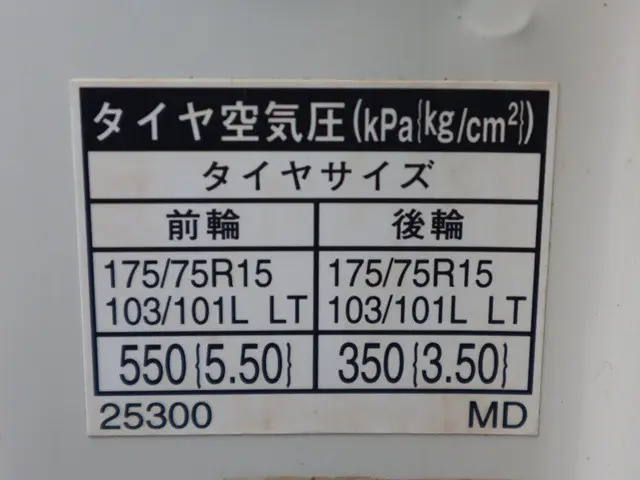 タイヤ空気圧(kPa{kg/cm²})
タイヤサイズ
前輪 後輪
175/75R15 175/75R15
103/101L LT 103/101L LT
550{5.50} 350{3.50}
25300 MD